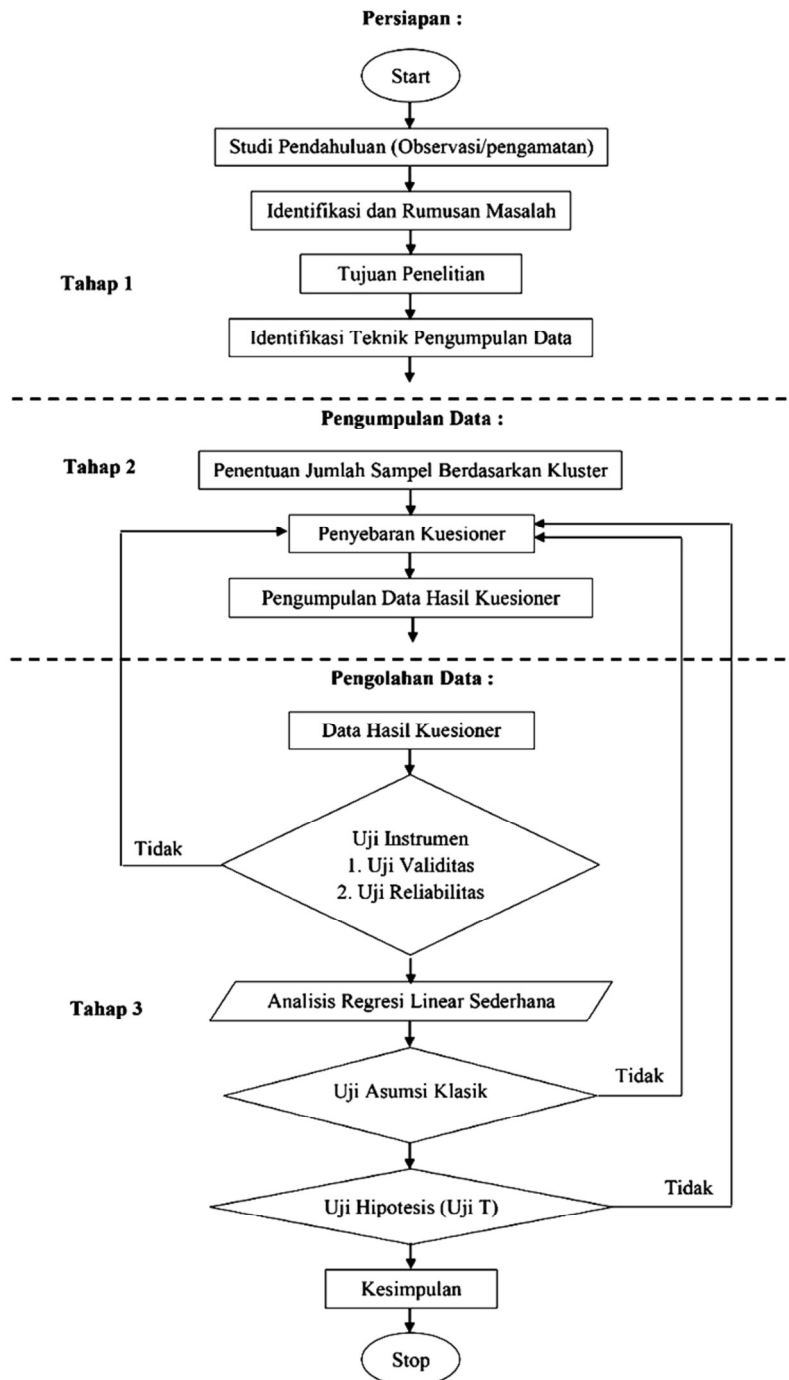 Persiapan :
Start
Studi Pendahuluan (Observasi/pengamatan)
Identifikasi dan Rumusan Masalah
Tahap 1
Tujuan Penelitian
Identifikasi Teknik Pengumpulan Data
Pengumpulan Data :
Tahap 2
Penentuan Jumlah Sampel Berdasarkan Kluster
Penyebaran Kuesioner
Pengumpulan Data Hasil Kuesioner
Pengolahan Data :
Data Hasil Kuesioner
Tidak
Uji Instrumen
1. Uji Validitas
2. Uji Reliabilitas
Tahap 3
Analisis Regresi Linear Sederhana
Uji Asumsi Klasik
Tidak
Uji Hipotesis (Uji T)
Tidak
Kesimpulan
Stop